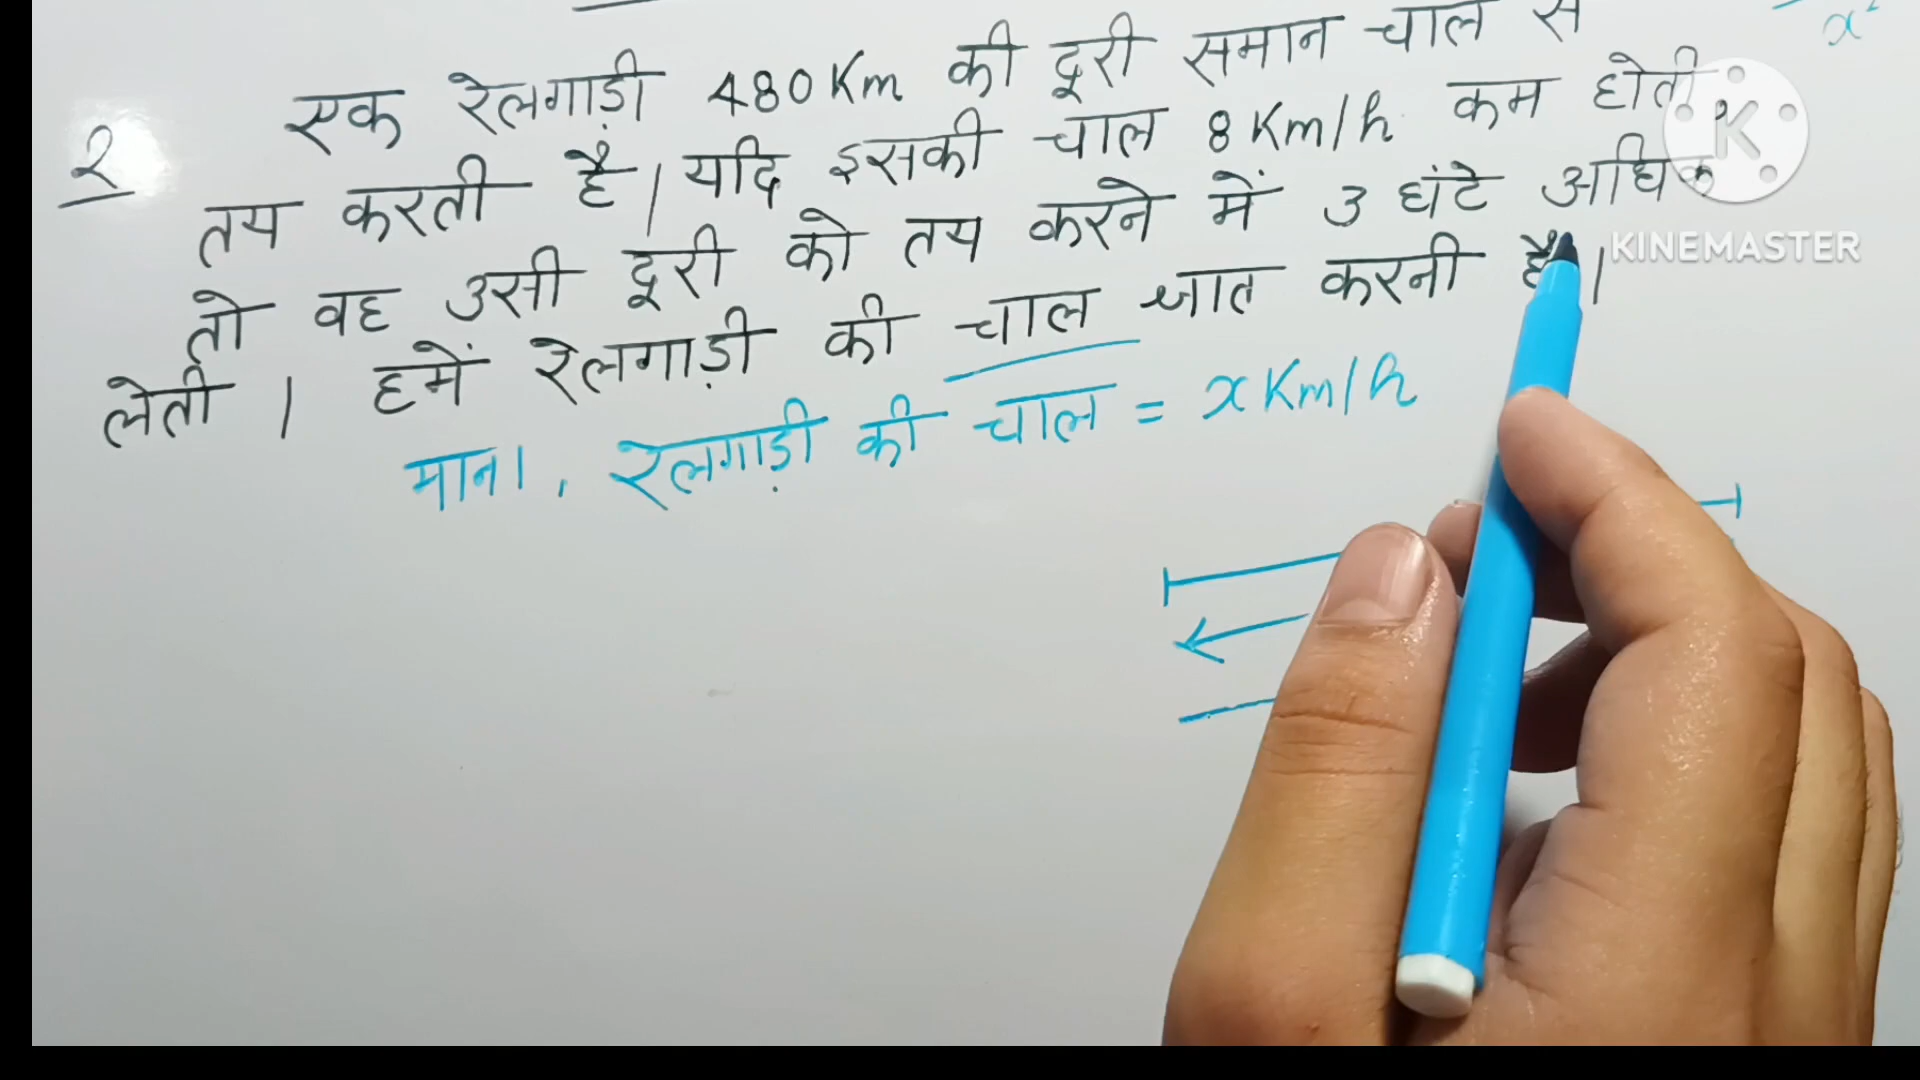 x²
एक रेलगाड़ी 480 Km की दूरी समान चाल से
2 तय करती है। यदि इसकी चाल 8 Km/h कम होती,
तो वह उसी दूरी को तय करने में 3 घंटे अधिक
लेती। हमें रेलगाड़ी की चाल ज्ञात करनी है।
माना, रेलगाड़ी की चाल = x Km/h
KINEMASTER